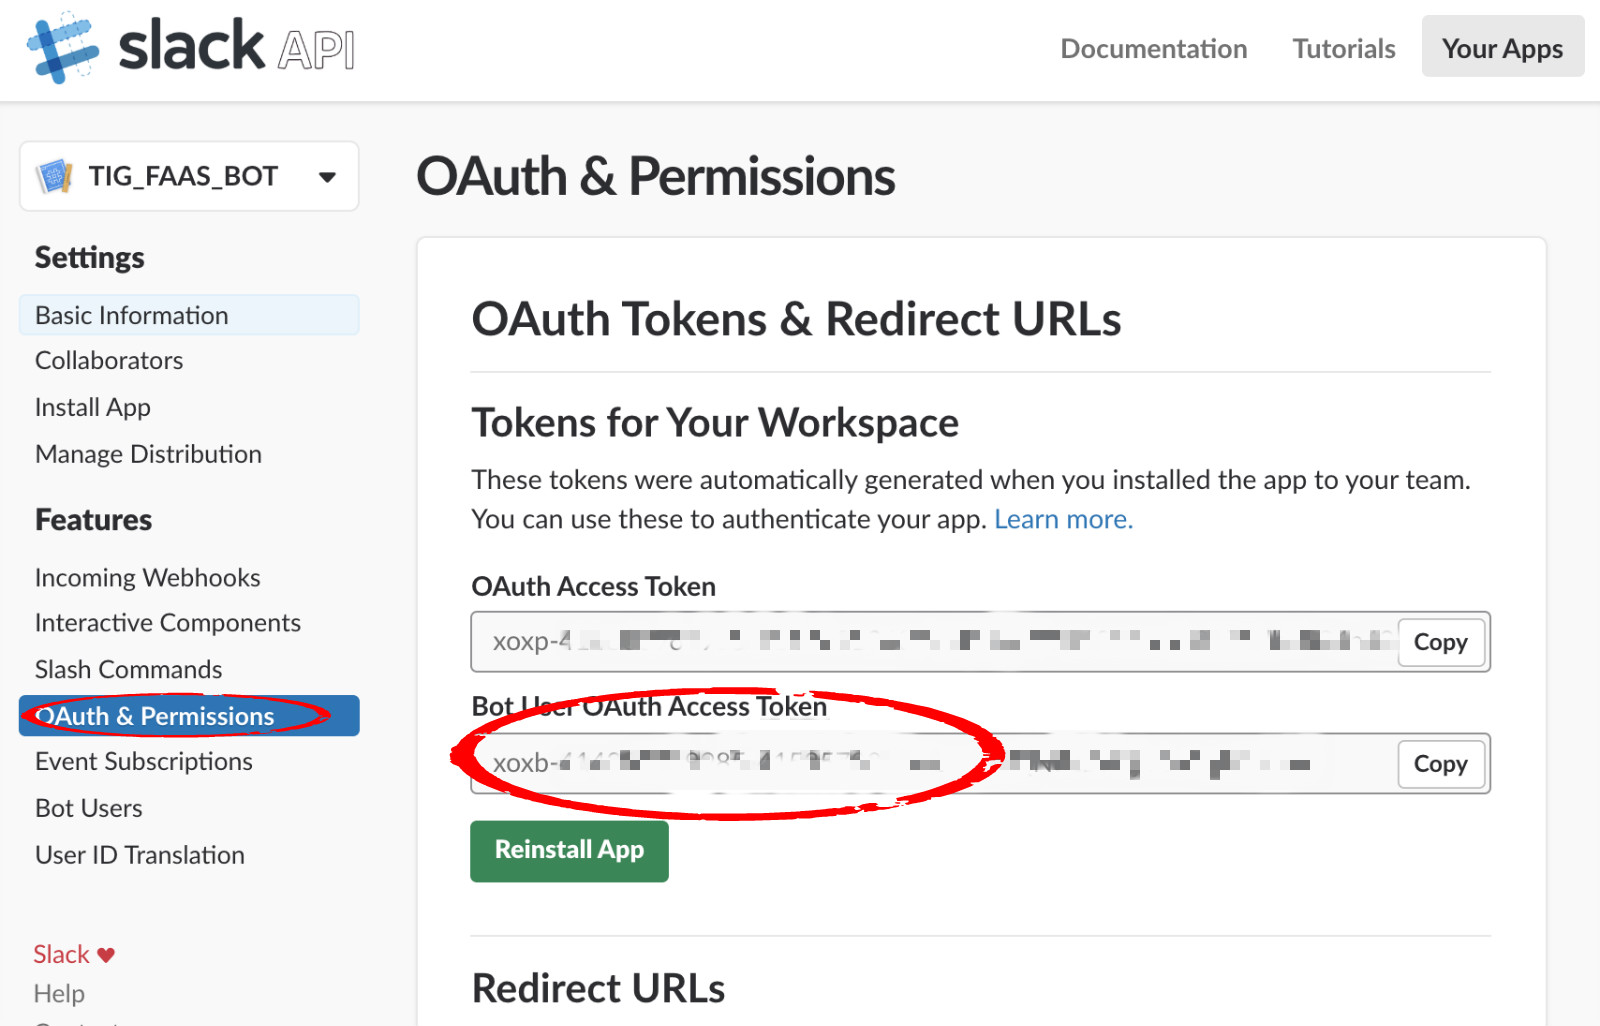 slack API
Documentation
Tutorials
Your Apps
TIG_FAAS_BOT
Settings
Basic Information
Collaborators
Install App
Manage Distribution
Features
Incoming Webhooks
Interactive Components
Slash Commands
OAuth & Permissions
Event Subscriptions
Bot Users
User ID Translation
Slack ♥
Help
OAuth & Permissions
OAuth Tokens & Redirect URLs
Tokens for Your Workspace
These tokens were automatically generated when you installed the app to your team.
You can use these to authenticate your app. Learn more.
OAuth Access Token
xoxp-
Copy
Bot User OAuth Access Token
xoxb-
Copy
Reinstall App
Redirect URLs